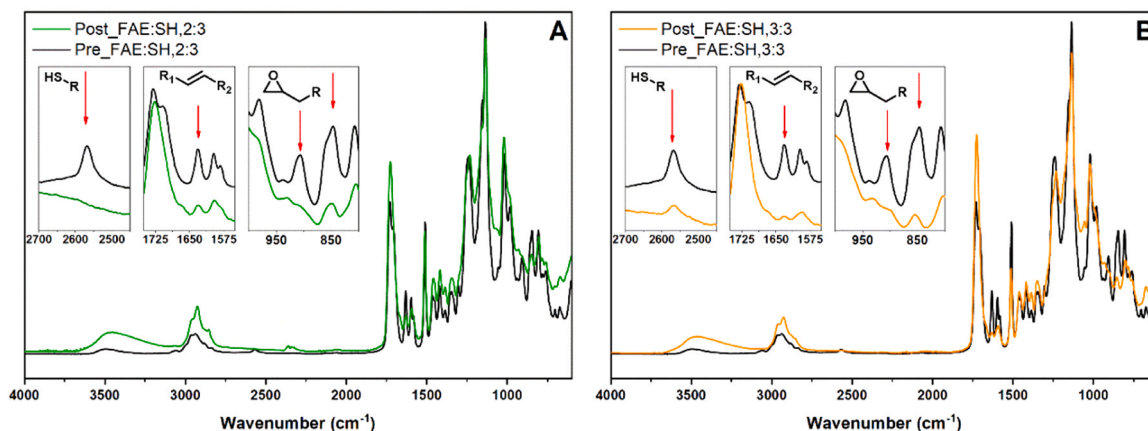 Post_FAE:SH,2:3
Pre_FAE:SH,2:3
A
HS
R
R1
R2
O
R
2700 2600 2500
1725 1650 1575
950 850
4000 3500 3000 2500 2000 1500 1000
Wavenumber (cm-1)
Post_FAE:SH,3:3
Pre_FAE:SH,3:3
B
HS
R
R1
R2
O
R
2700 2600 2500
1725 1650 1575
950 850
4000 3500 3000 2500 2000 1500 1000
Wavenumber (cm-1)